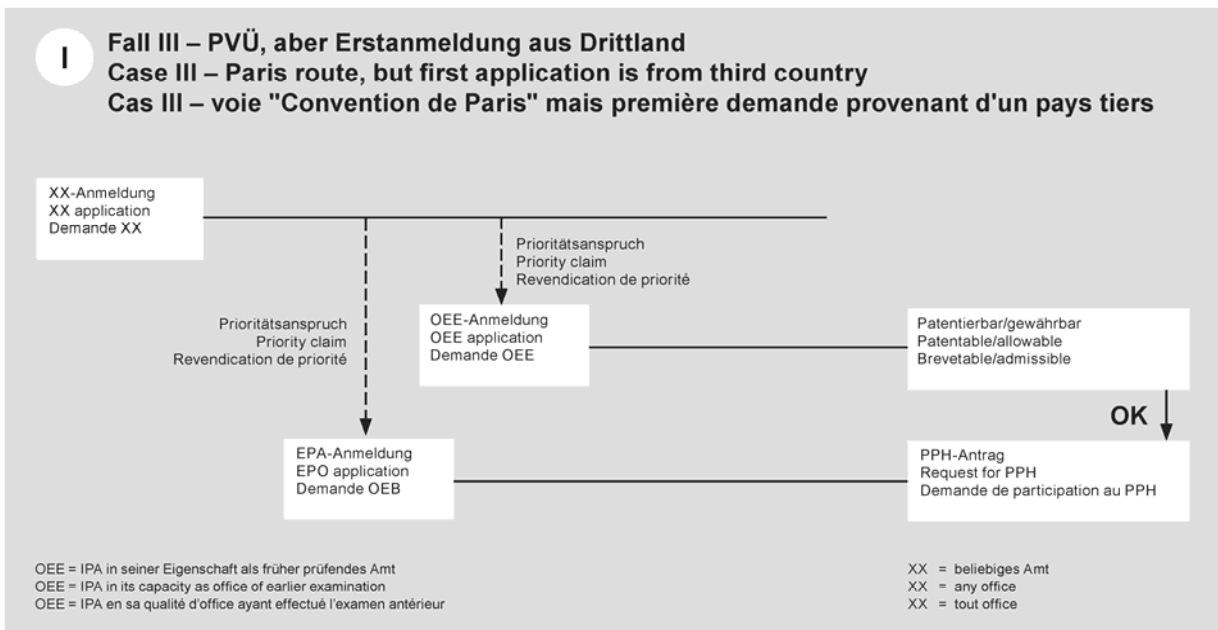 I
Fall III – PVÜ, aber Erstanmeldung aus Drittland
Case III – Paris route, but first application is from third country
Cas III – voie "Convention de Paris" mais première demande provenant d'un pays tiers
XX-Anmeldung
XX application
Demande XX
Prioritätsanspruch
Priority claim
Revendication de priorité
Prioritätsanspruch
Priority claim
Revendication de priorité
OEE-Anmeldung
OEE application
Demande OEE
Patentierbar/gewährbar
Patentable/allowable
Brevetable/admissible
OK
EPA-Anmeldung
EPO application
Demande OEB
PPH-Antrag
Request for PPH
Demande de participation au PPH
OEE = IPA in seiner Eigenschaft als früher prüfendes Amt
OEE = IPA in its capacity as office of earlier examination
OEE = IPA en sa qualité d'office ayant effectué l'examen antérieur
XX = beliebiges Amt
XX = any office
XX = tout office